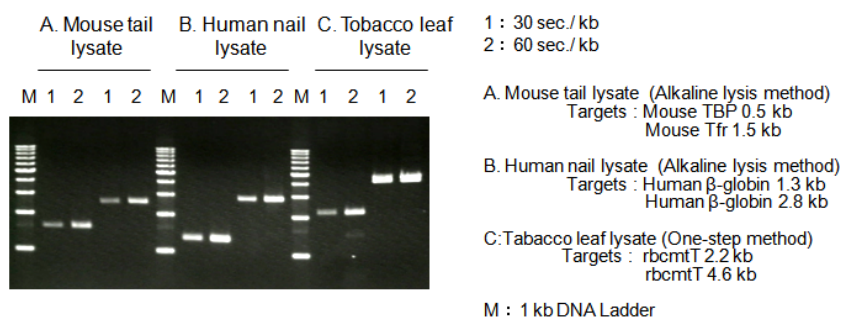 A. Mouse tail lysate B. Human nail lysate C. Tobacco leaf lysate
M 1 2 1 2 M 1 2 1 2 M 1 2 1 2
1 : 30 sec./ kb
2 : 60 sec./ kb
A. Mouse tail lysate (Alkaline lysis method)
Targets : Mouse TBP 0.5 kb
Mouse Tfr 1.5 kb
B. Human nail lysate (Alkaline lysis method)
Targets : Human β-globin 1.3 kb
Human β-globin 2.8 kb
C:Tabacco leaf lysate (One-step method)
Targets : rbcmtT 2.2 kb
rbcmtT 4.6 kb
M : 1 kb DNA Ladder